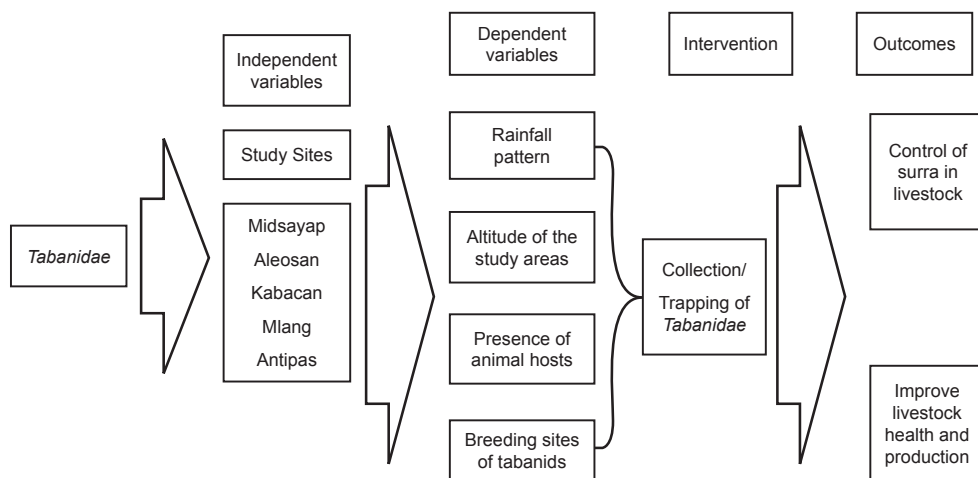 Tabanidae
Independent
variables
Study Sites
Midsayap
Aleosan
Kabacan
Mlang
Antipas
Dependent
variables
Rainfall
pattern
Altitude of the
study areas
Presence of
animal hosts
Breeding sites
of tabanids
Intervention
Collection/
Trapping of
Tabanidae
Outcomes
Control of
surra in
livestock
Improve
livestock
health and
production